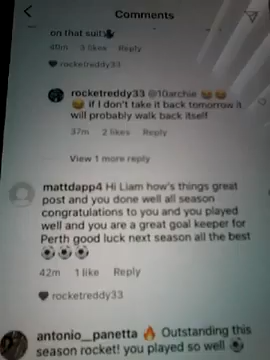 Comments
on that suit
40m 3 likes Reply
rocketreddy33
rocketreddy33 @10archie 😂😂
😂 if I don't take it back tomorrow it
will probably walk back itself
37m 2 likes Reply
View 1 more reply
mattdapp4 Hi Liam how's things great
post and you done well all season
congratulations to you and you played
well and you are a great goal keeper for
Perth good luck next season all the best
⚽⚽⚽
42m 1 like Reply
rocketreddy33
antonio__panetta 🔥 Outstanding this
season rocket! you played so well ⚽